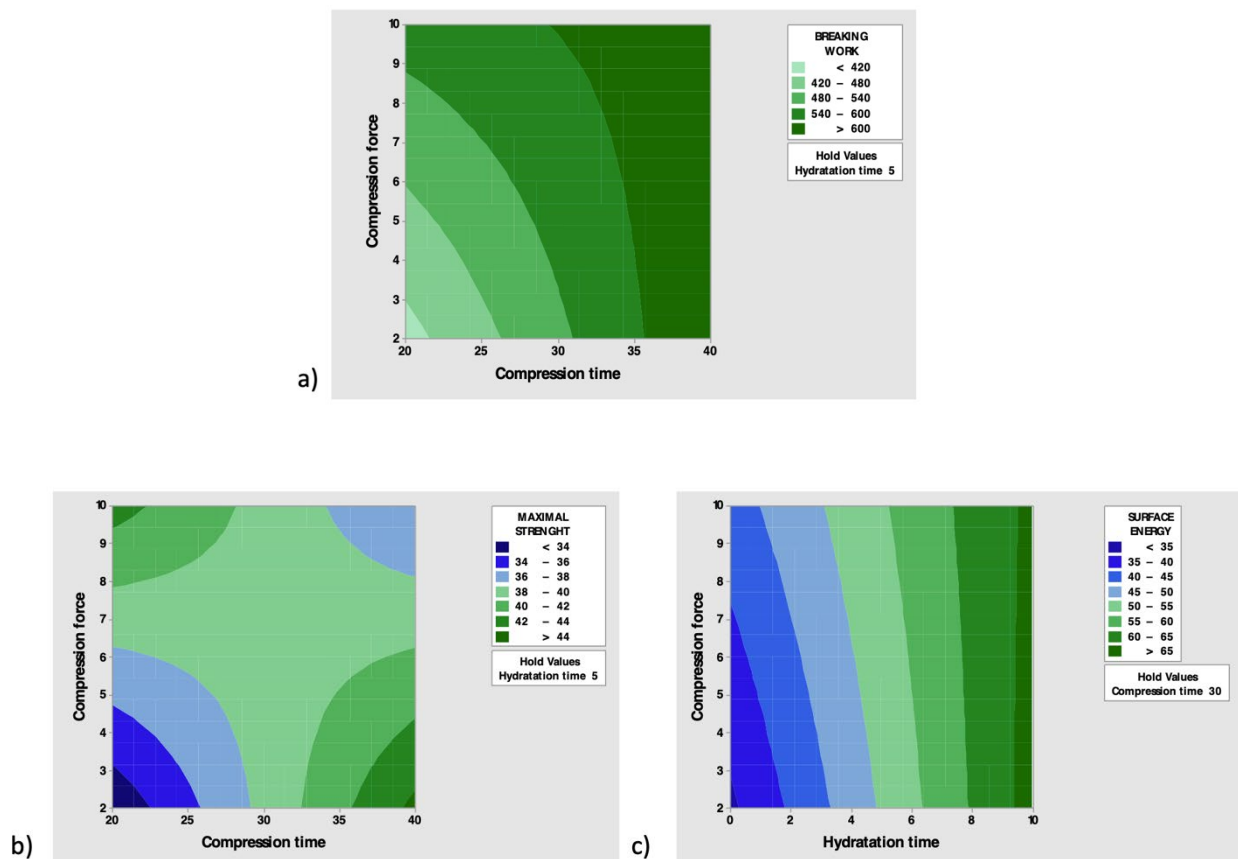 BREAKING
WORK
< 420
420 – 480
480 – 540
540 – 600
> 600
Hold Values
Hydratation time 5
10
9
8
7
6
5
4
3
2
Compression force
20 25 30 35 40
Compression time
a)
MAXIMAL
STRENGHT
< 34
34 – 36
36 – 38
38 – 40
40 – 42
42 – 44
> 44
Hold Values
Hydratation time 5
10
9
8
7
6
5
4
3
2
Compression force
20 25 30 35 40
Compression time
b)
SURFACE
ENERGY
< 35
35 – 40
40 – 45
45 – 50
50 – 55
55 – 60
60 – 65
> 65
Hold Values
Compression time 30
10
9
8
7
6
5
4
3
2
Compression force
0 2 4 6 8 10
Hydratation time
c)